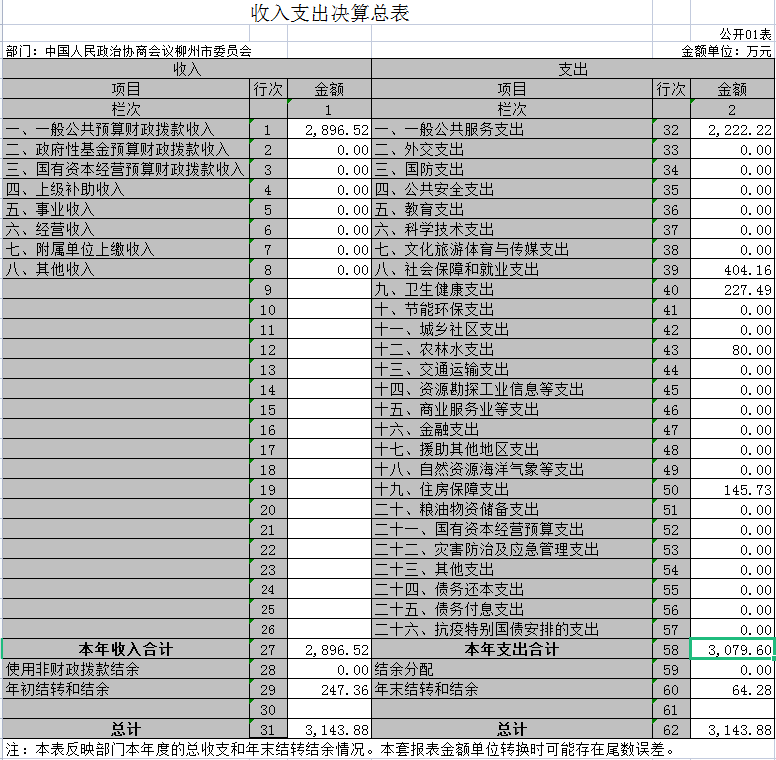 收入支出决算总表
公开01表
部门：中国人民政治协商会议柳州市委员会 金额单位：万元
收入 支出
项目 行次 金额 项目 行次 金额
栏次 1 栏次 2
一、一般公共预算财政拨款收入 1 2,896.52 一、一般公共服务支出 32 2,222.22
二、政府性基金预算财政拨款收入 2 0.00 二、外交支出 33 0.00
三、国有资本经营预算财政拨款收入 3 0.00 三、国防支出 34 0.00
四、上级补助收入 4 0.00 四、公共安全支出 35 0.00
五、事业收入 5 0.00 五、教育支出 36 0.00
六、经营收入 6 0.00 六、科学技术支出 37 0.00
七、附属单位上缴收入 7 0.00 七、文化旅游体育与传媒支出 38 0.00
八、其他收入 8 0.00 八、社会保障和就业支出 39 404.16
9 九、卫生健康支出 40 227.49
10 十、节能环保支出 41 0.00
11 十一、城乡社区支出 42 0.00
12 十二、农林水支出 43 80.00
13 十三、交通运输支出 44 0.00
14 十四、资源勘探工业信息等支出 45 0.00
15 十五、商业服务业等支出 46 0.00
16 十六、金融支出 47 0.00
17 十七、援助其他地区支出 48 0.00
18 十八、自然资源海洋气象等支出 49 0.00
19 十九、住房保障支出 50 145.73
20 二十、粮油物资储备支出 51 0.00
21 二十一、国有资本经营预算支出 52 0.00
22 二十二、灾害防治及应急管理支出 53 0.00
23 二十三、其他支出 54 0.00
24 二十四、债务还本支出 55 0.00
25 二十五、债务付息支出 56 0.00
26 二十六、抗疫特别国债安排的支出 57 0.00
本年收入合计 27 2,896.52 本年支出合计 58 3,079.60
使用非财政拨款结余 28 0.00 结余分配 59 0.00
年初结转和结余 29 247.36 年末结转和结余 60 64.28
30 61
总计 31 3,143.88 总计 62 3,143.88
注：本表反映部门本年度的总收支和年末结转结余情况。本套报表金额单位转换时可能存在尾数误差。